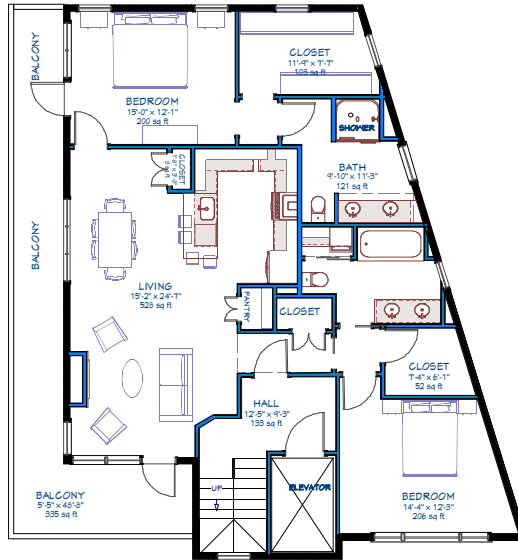 BALCONY
CLOSET
11'-9" x 7'-7"
103 sq ft
BEDROOM
15'-0" x 12'-1"
200 sq ft
SHOWER
BATH
9'-10" x 11'-3"
121 sq ft
CLOSET
BALCONY
LIVING
15'-2" x 24'-7"
528 sq ft
PANTRY
CLOSET
CLOSET
7'-4" x 6'-1"
52 sq ft
HALL
12'-5" x 9'-3"
133 sq ft
UP
ELEVATOR
BALCONY
5'-5" x 48'-8"
335 sq ft
BEDROOM
14'-4" x 12'-3"
206 sq ft